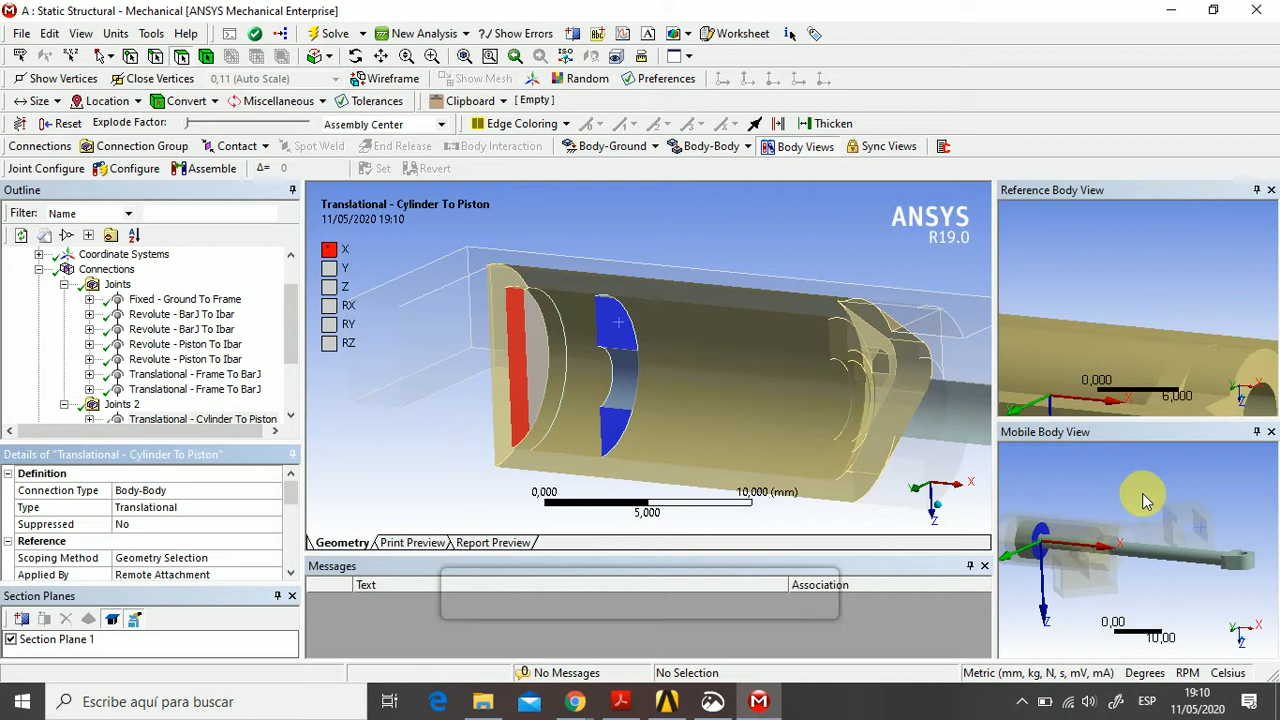 A : Static Structural - Mechanical [ANSYS Mechanical Enterprise]
File Edit View Units Tools Help Solve New Analysis Show Errors A Worksheet i
ISO
Show Vertices Close Vertices 0,11 (Auto Scale) Wireframe Show Mesh Random Preferences
Size Location Convert Miscellaneous Tolerances Clipboard [ Empty ]
Reset Explode Factor: Assembly Center Edge Coloring Thicken
Connections Connection Group Contact Spot Weld End Release Body Interaction Body-Ground Body-Body Body Views Sync Views
Joint Configure Configure Assemble Δ= 0 Set Revert
Outline
Filter: Name
Coordinate Systems
Connections
Joints
Fixed - Ground To Frame
Revolute - BarJ To Ibar
Revolute - BarJ To Ibar
Revolute - Piston To Ibar
Revolute - Piston To Ibar
Translational - Frame To BarJ
Translational - Frame To BarJ
Joints 2
Translational - Cylinder To Piston
Details of "Translational - Cylinder To Piston"
Definition
Connection Type Body-Body
Type Translational
Suppressed No
Reference
Scoping Method Geometry Selection
Applied By Remote Attachment
Section Planes
Section Plane 1
Translational - Cylinder To Piston
11/05/2020 19:10
X
Y
Z
RX
RY
RZ
ANSYS
R19.0
0,000 10,000 (mm)
5,000
X
Y
Z
Geometry Print Preview Report Preview
Messages
Text Association
Reference Body View
0,000
6,000
X
Y
Z
Mobile Body View
X
Z
0,00
10,00
X
Y
Z
No Messages No Selection Metric (mm, kg, N, s, mV, mA) Degrees RPM Celsius
Escribe aquí para buscar
ESP
19:10
11/05/2020